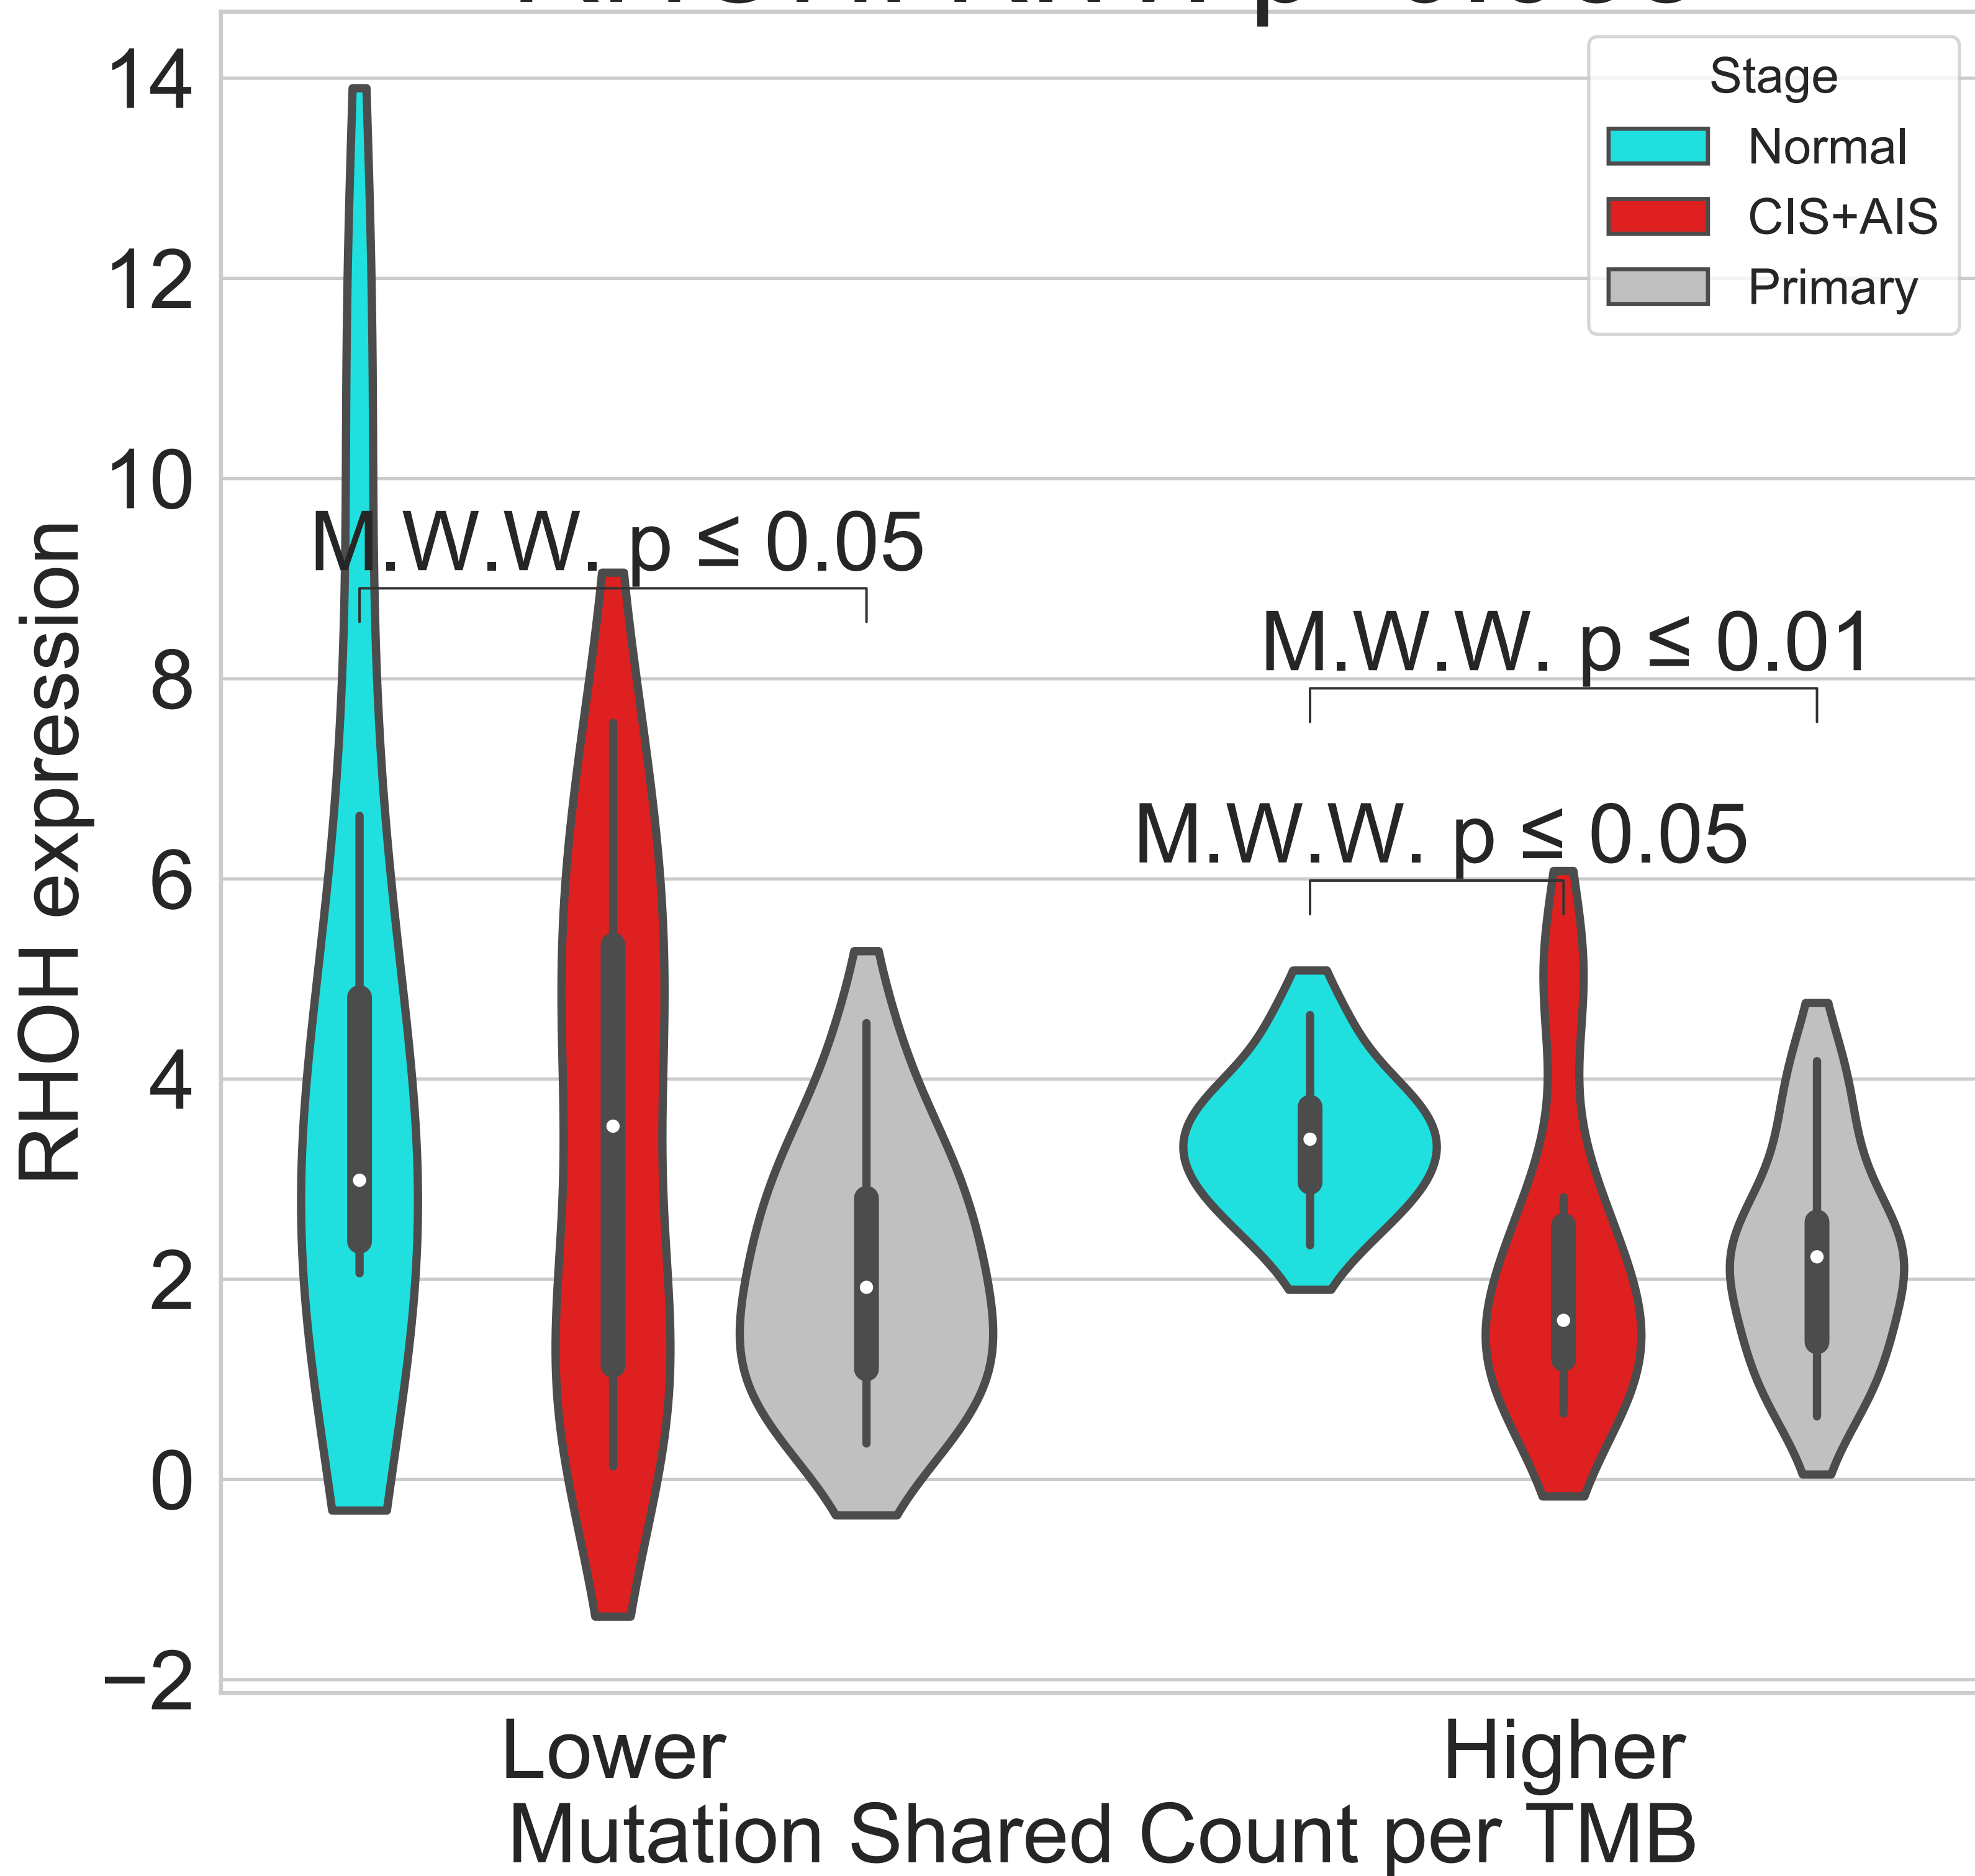 Stage
Normal
CIS+AIS
Primary
14
12
10
8
6
4
2
0
−2
RHOH expression
M.W.W. p ≤ 0.05
M.W.W. p ≤ 0.01
M.W.W. p ≤ 0.05
Lower
Higher
Mutation Shared Count per TMB